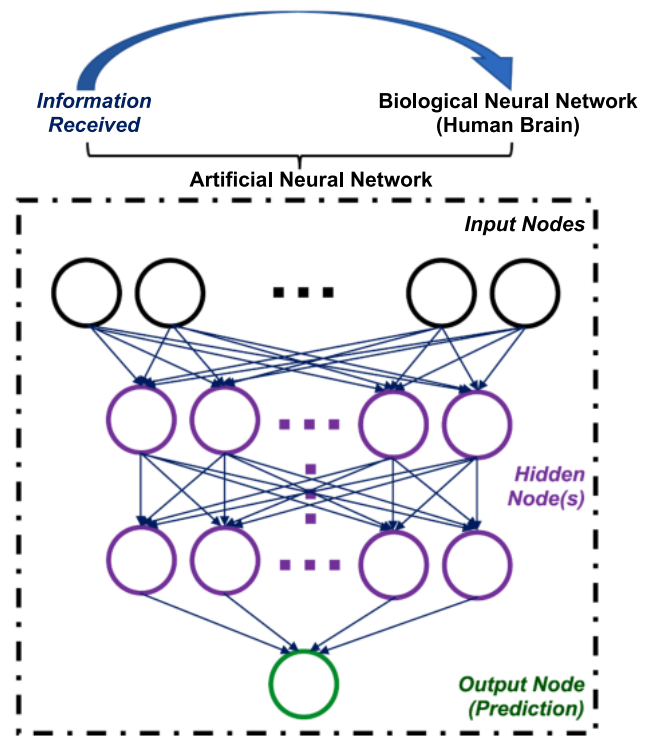 Information
Received
Biological Neural Network
(Human Brain)
Artificial Neural Network
Input Nodes
Hidden
Node(s)
Output Node
(Prediction)